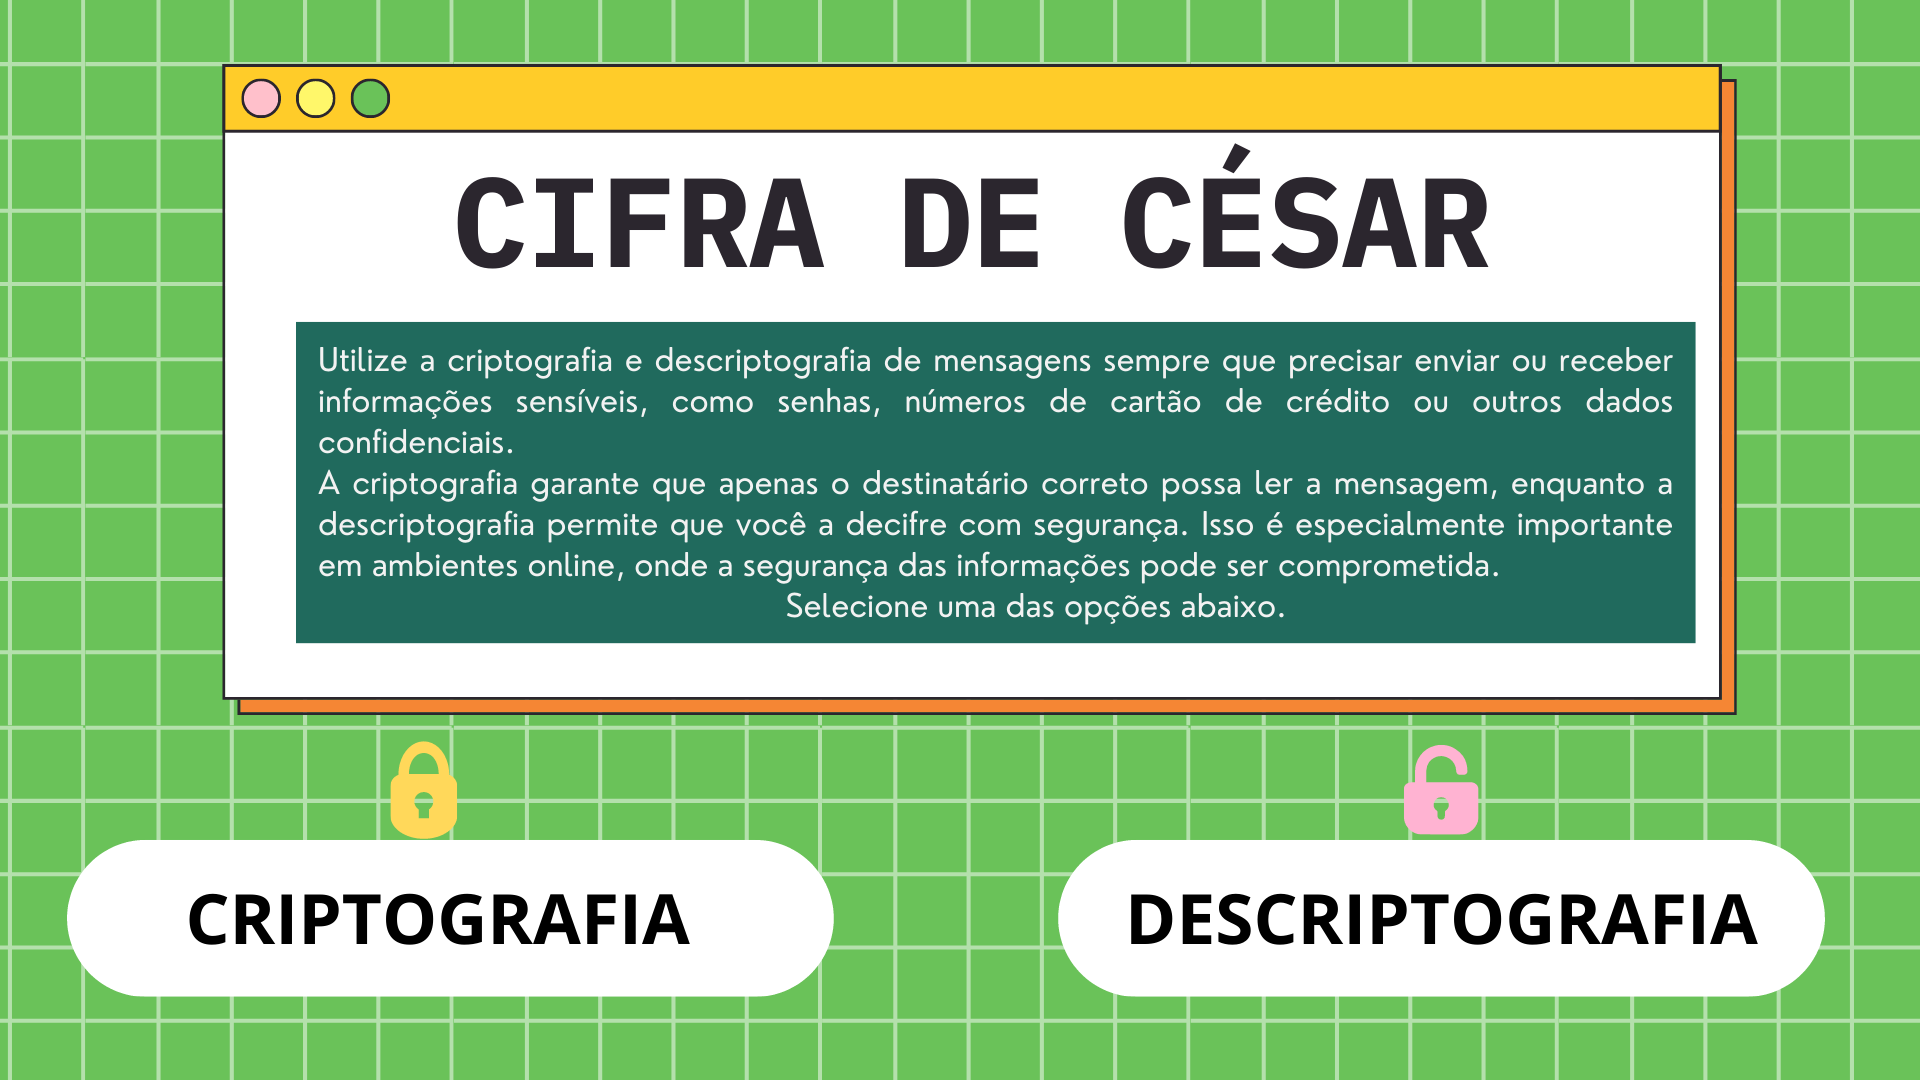 CIFRA DE CÉSAR
Utilize a criptografia e descriptografia de mensagens sempre que precisar enviar ou receber
informações sensíveis, como senhas, números de cartão de crédito ou outros dados
confidenciais.
A criptografia garante que apenas o destinatário correto possa ler a mensagem, enquanto a
descriptografia permite que você a decifre com segurança. Isso é especialmente importante
em ambientes online, onde a segurança das informações pode ser comprometida.
Selecione uma das opções abaixo.
CRIPTOGRAFIA
DESCRIPTOGRAFIA